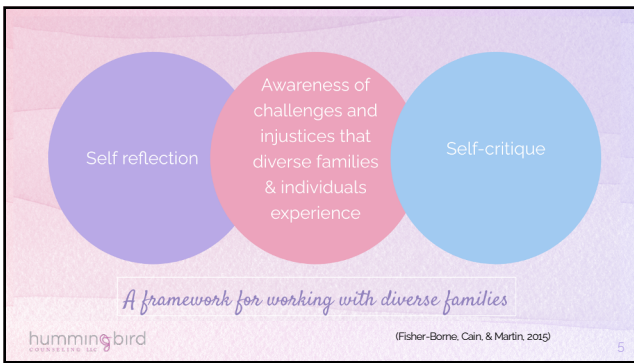 Self reflection
Awareness of
challenges and
injustices that
diverse families
& individuals
experience
Self-critique
A framework for working with diverse families
hummingbird
COUNSELING LLC
(Fisher-Borne, Cain, & Martin, 2015)
5